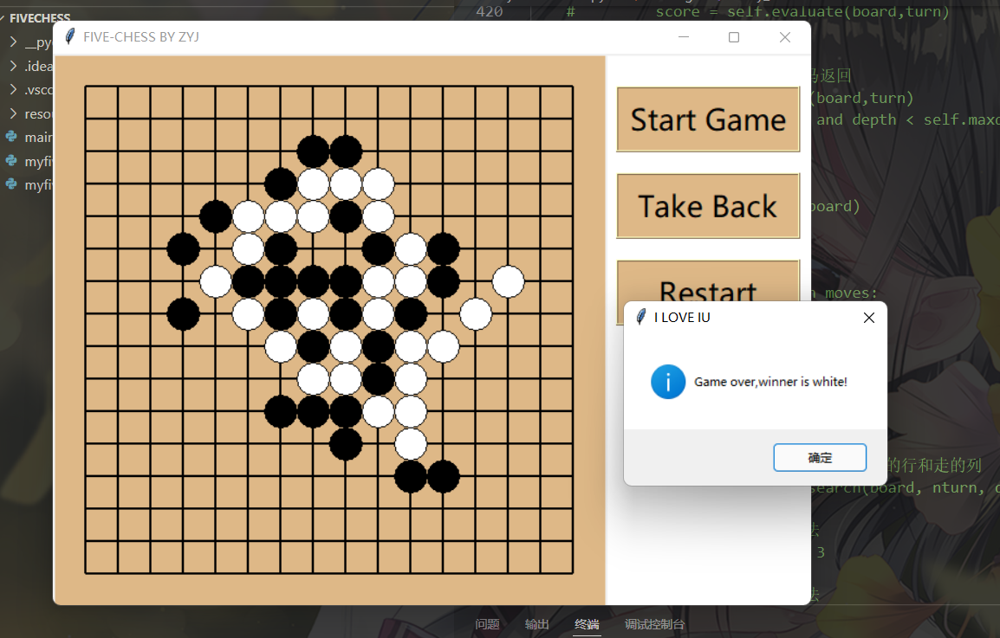 FIVECHESS
420 # score = self.evaluate(board,turn)
FIVE-CHESS BY ZYJ
__py
.idea
.vsco
resou
main
myfi
myfi
码返回
(board,turn)
and depth < self.maxd
board)
n moves:
的行和走的列
search(board, nturn, d
法
3
法
Start Game
Take Back
Restart
I LOVE IU
Game over,winner is white!
确定
问题 输出 终端 调试控制台